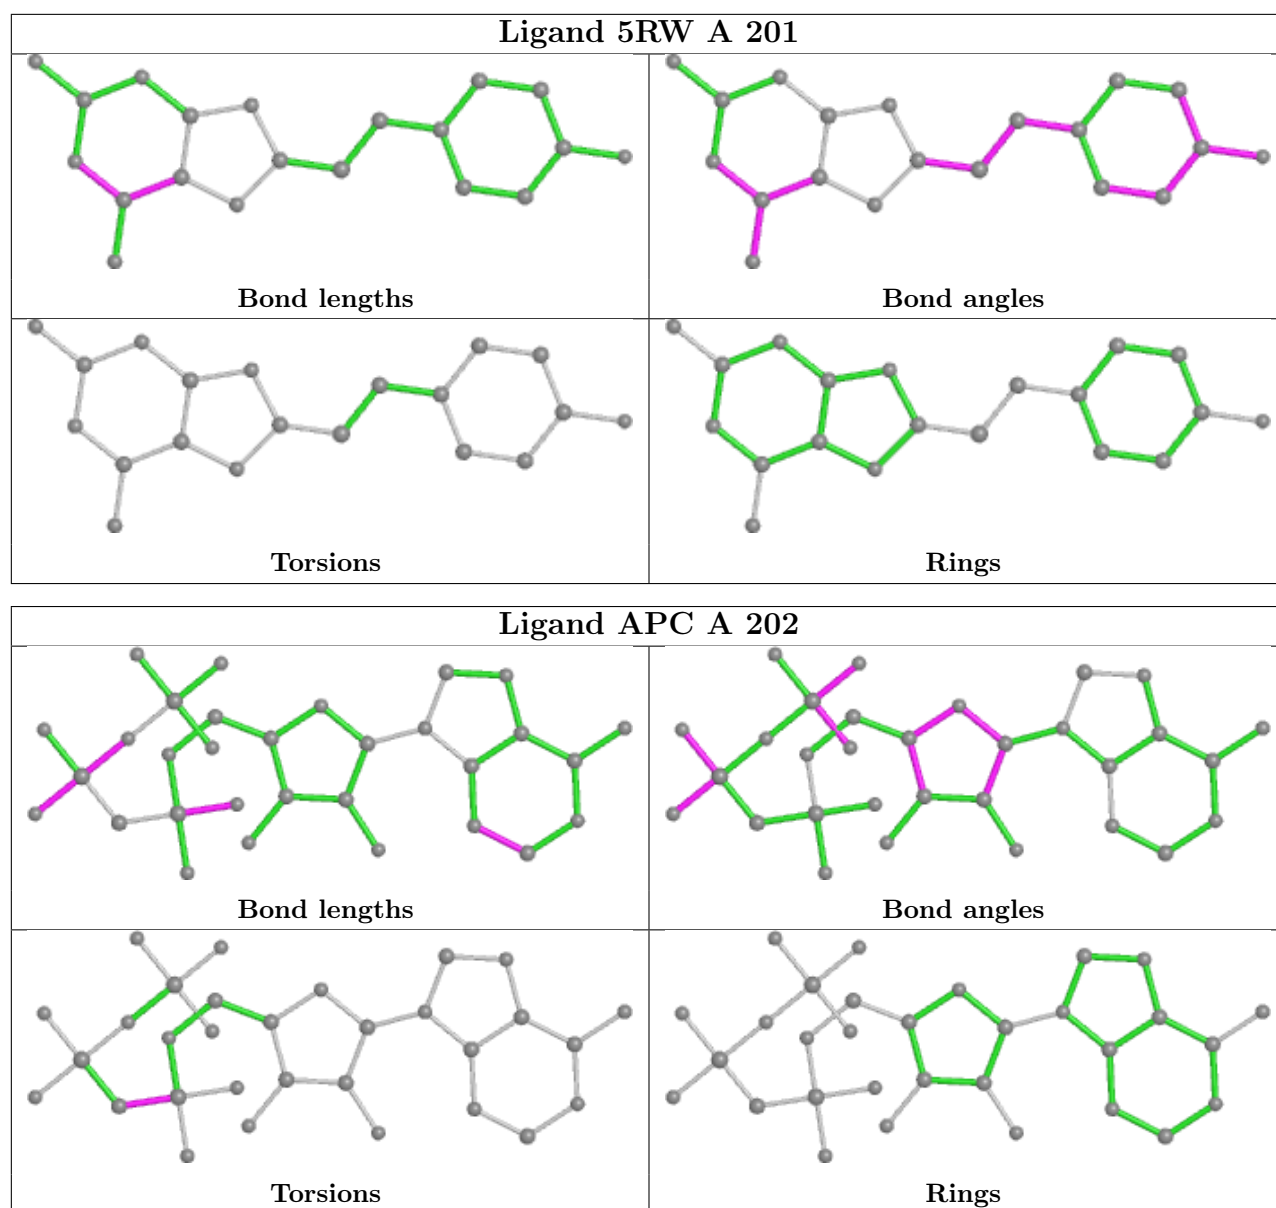 Ligand 5RW A 201
Bond lengths
Bond angles
Torsions
Rings
Ligand APC A 202
Bond lengths
Bond angles
Torsions
Rings